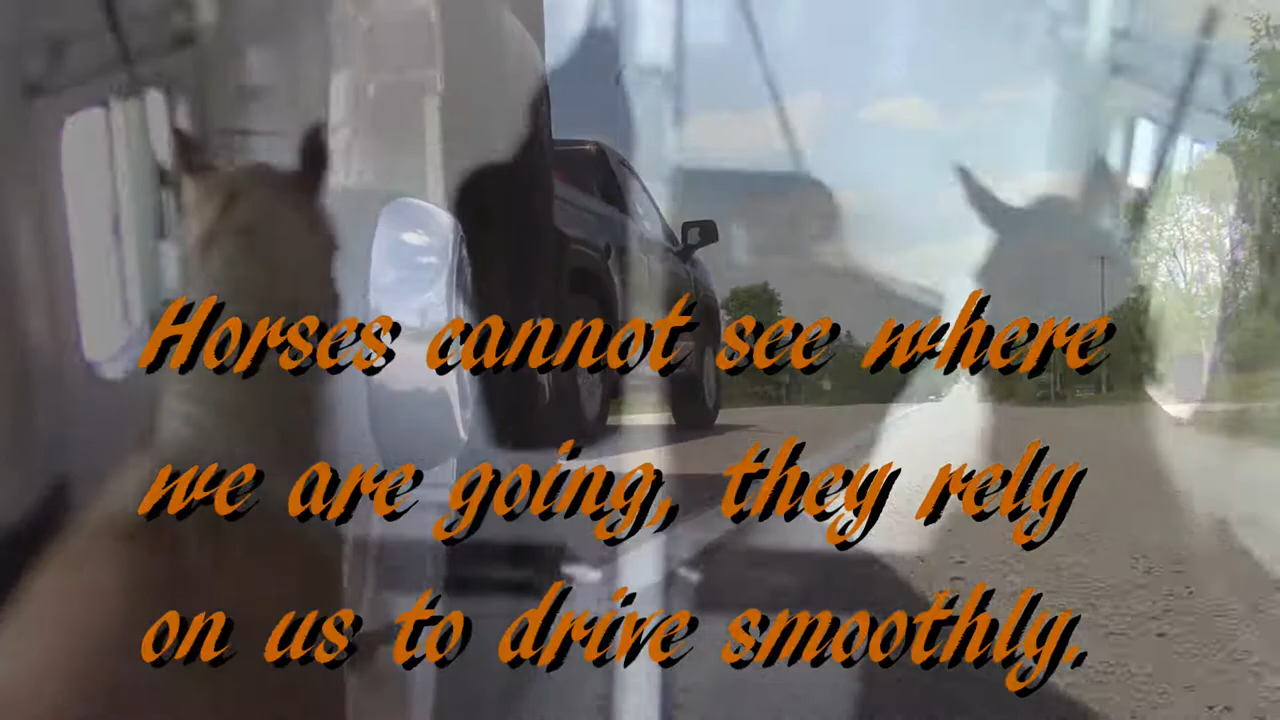 Horses cannot see where
we are going, they rely
on us to drive smoothly.